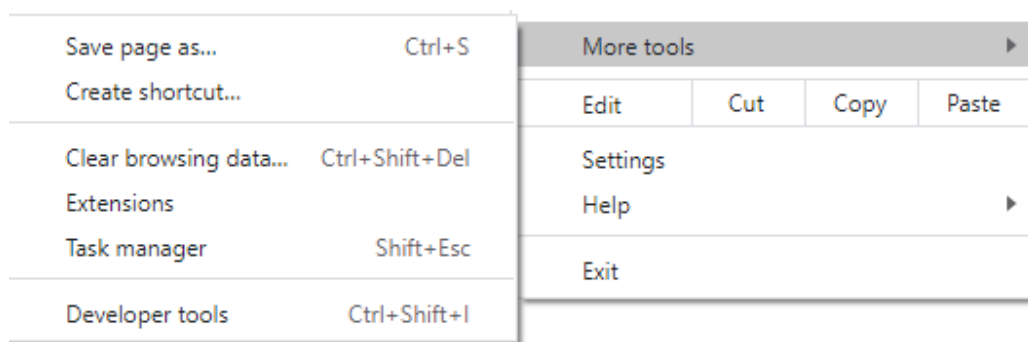 Save page as... Ctrl+S
Create shortcut...
Clear browsing data... Ctrl+Shift+Del
Extensions
Task manager Shift+Esc
Developer tools Ctrl+Shift+I
More tools
Edit Cut Copy Paste
Settings
Help
Exit